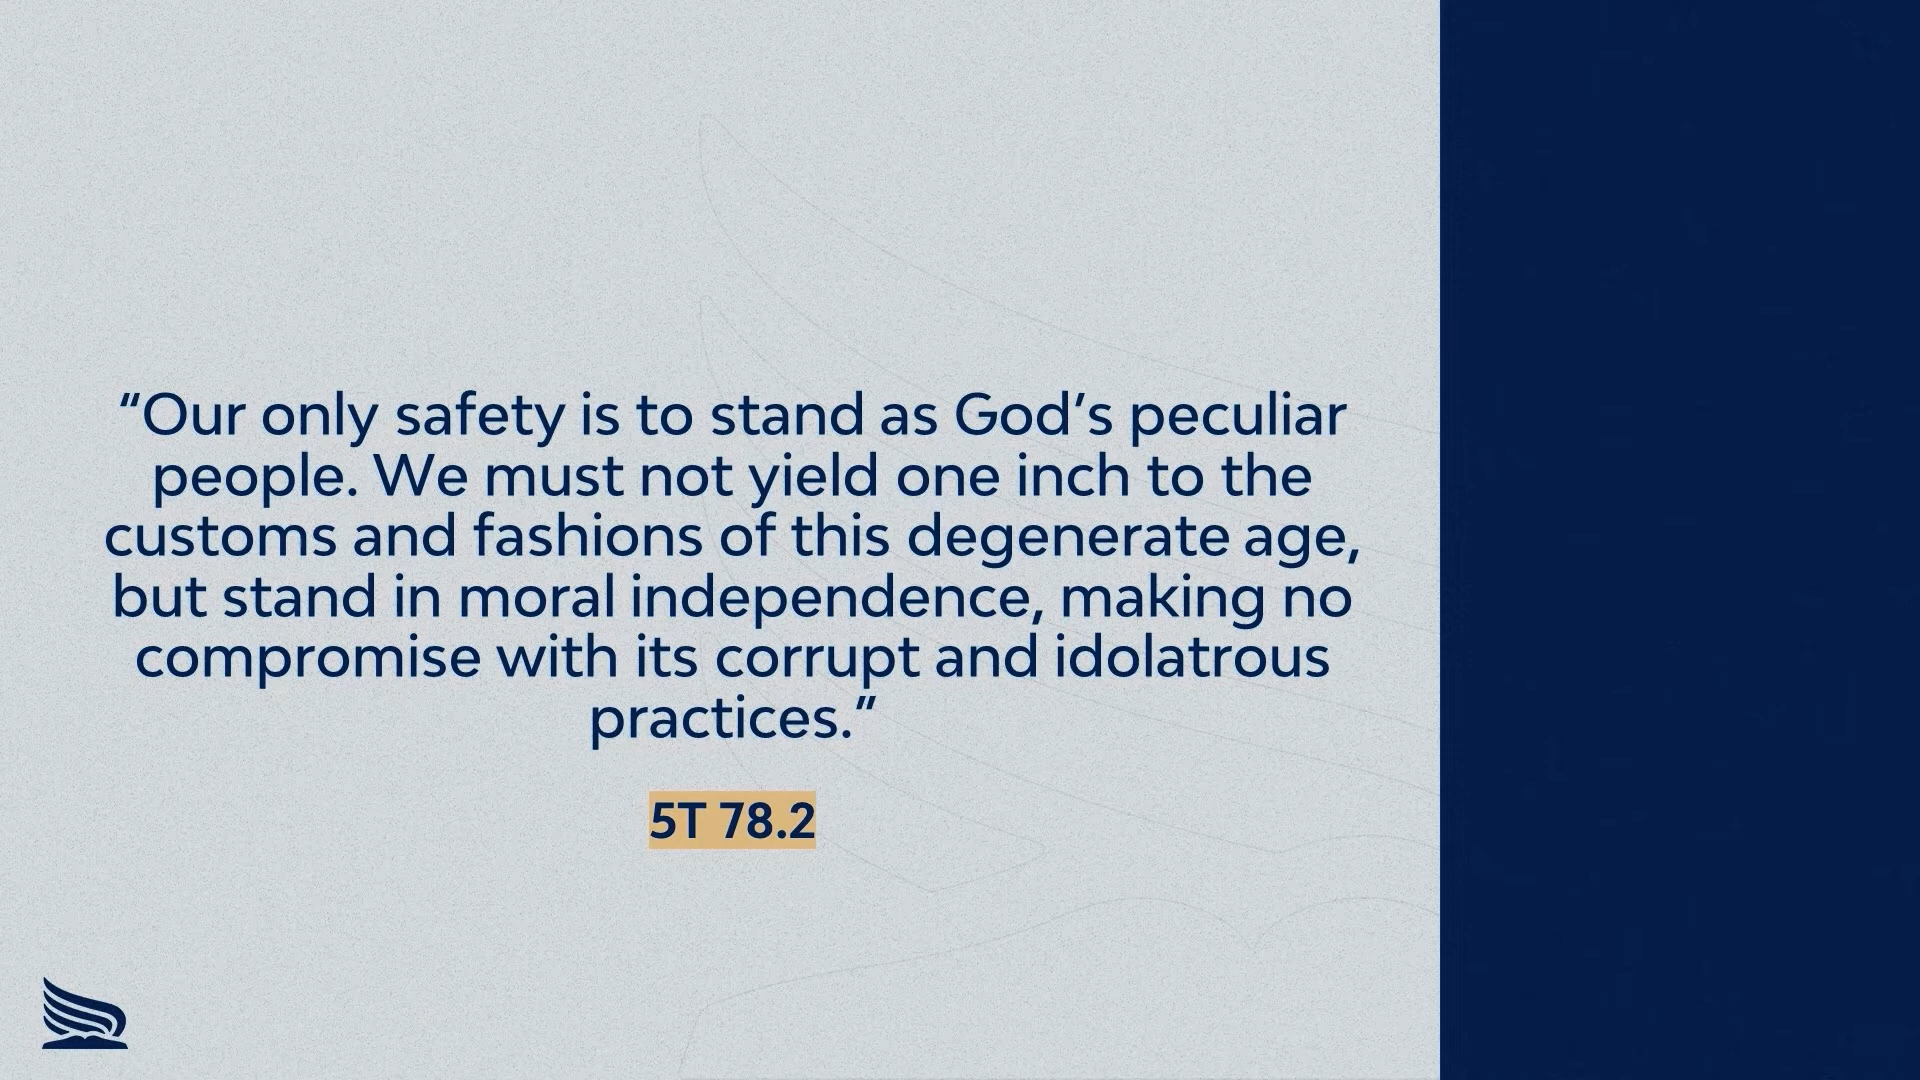 “Our only safety is to stand as God’s peculiar
people. We must not yield one inch to the
customs and fashions of this degenerate age,
but stand in moral independence, making no
compromise with its corrupt and idolatrous
practices.”
5T 78.2